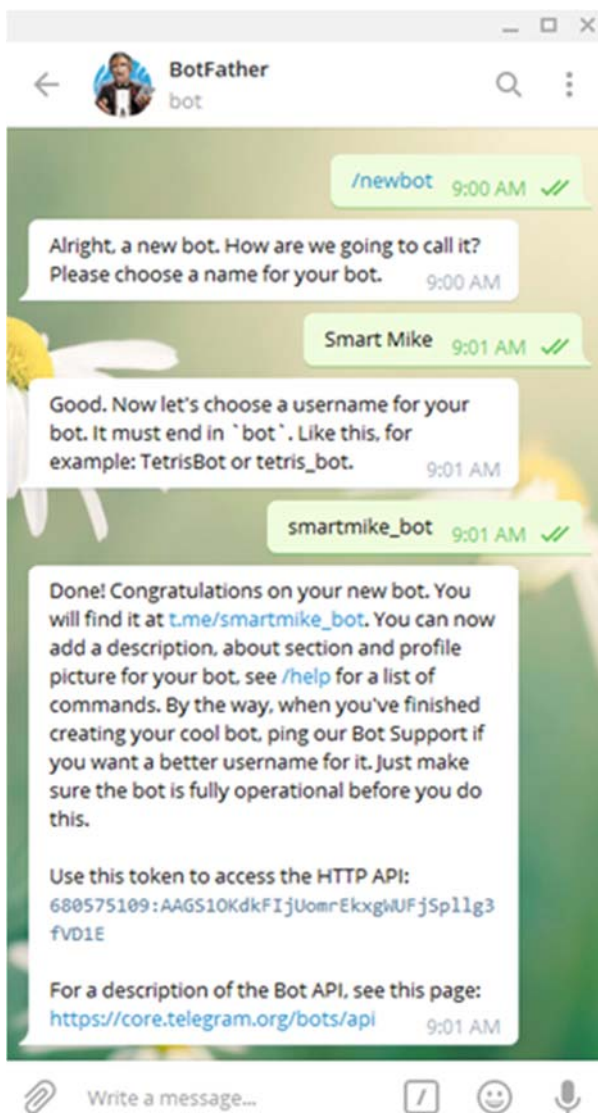 BotFather
bot
/newbot 9:00 AM
Alright, a new bot. How are we going to call it?
Please choose a name for your bot. 9:00 AM
Smart Mike 9:01 AM
Good. Now let's choose a username for your
bot. It must end in `bot`. Like this, for
example: TetrisBot or tetris_bot. 9:01 AM
smartmike_bot 9:01 AM
Done! Congratulations on your new bot. You
will find it at t.me/smartmike_bot. You can now
add a description, about section and profile
picture for your bot, see /help for a list of
commands. By the way, when you've finished
creating your cool bot, ping our Bot Support if
you want a better username for it. Just make
sure the bot is fully operational before you do
this.
Use this token to access the HTTP API:
680575109:AAGS1OKdkFIjUomrEkxgWUFjSpllg3
fVD1E
For a description of the Bot API, see this page:
https://core.telegram.org/bots/api 9:01 AM
Write a message...